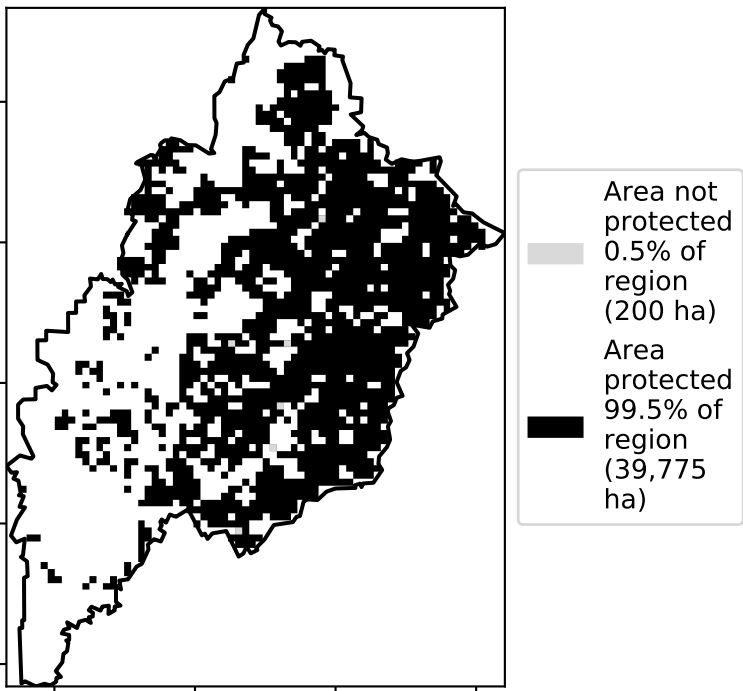 Area not
protected
0.5% of
region
(200 ha)
Area
protected
99.5% of
region
(39,775
ha)